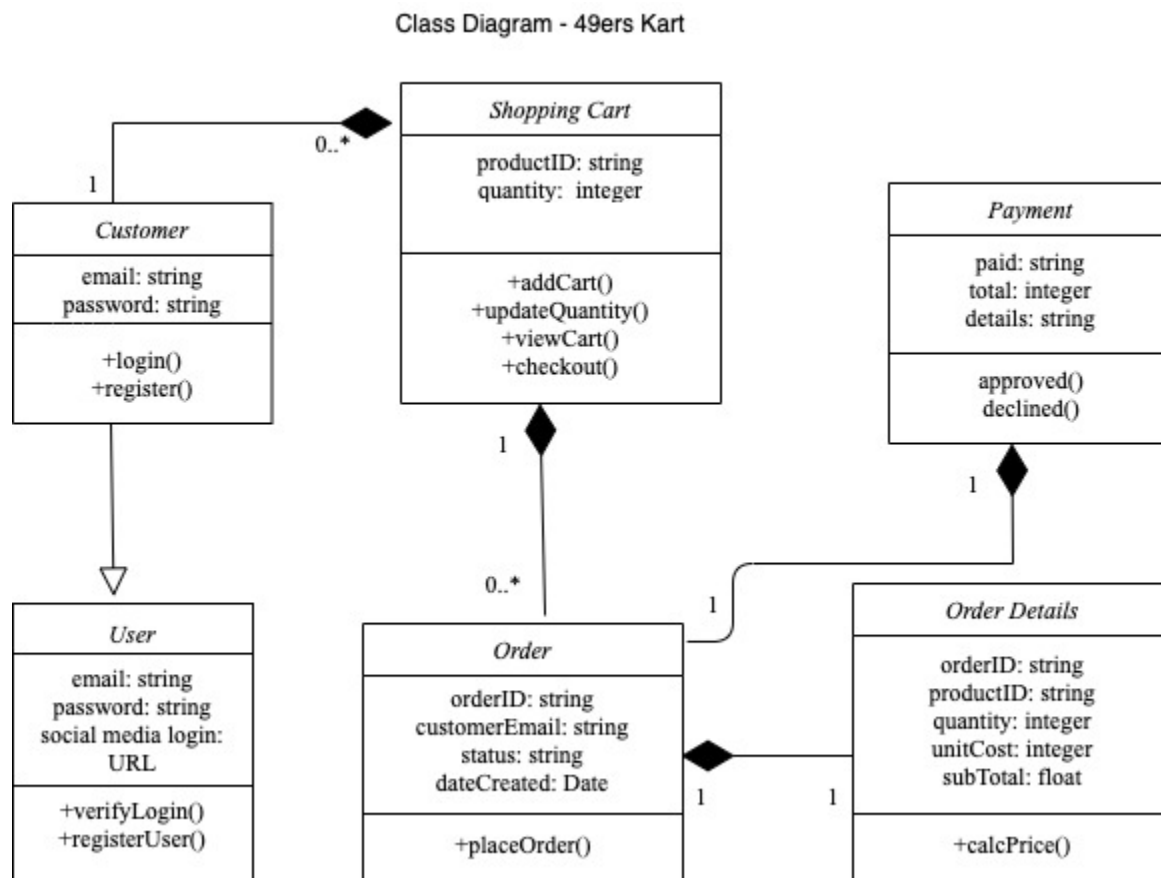 Class Diagram - 49ers Kart
Shopping Cart
productID: string
quantity: integer
+addCart()
+updateQuantity()
+viewCart()
+checkout()
0..*
1
Customer
email: string
password: string
+login()
+register()
Payment
paid: string
total: integer
details: string
approved()
declined()
1
1
0..*
1
User
email: string
password: string
social media login:
URL
+verifyLogin()
+registerUser()
Order
orderID: string
customerEmail: string
status: string
dateCreated: Date
+placeOrder()
1
1
Order Details
orderID: string
productID: string
quantity: integer
unitCost: integer
subTotal: float
+calcPrice()